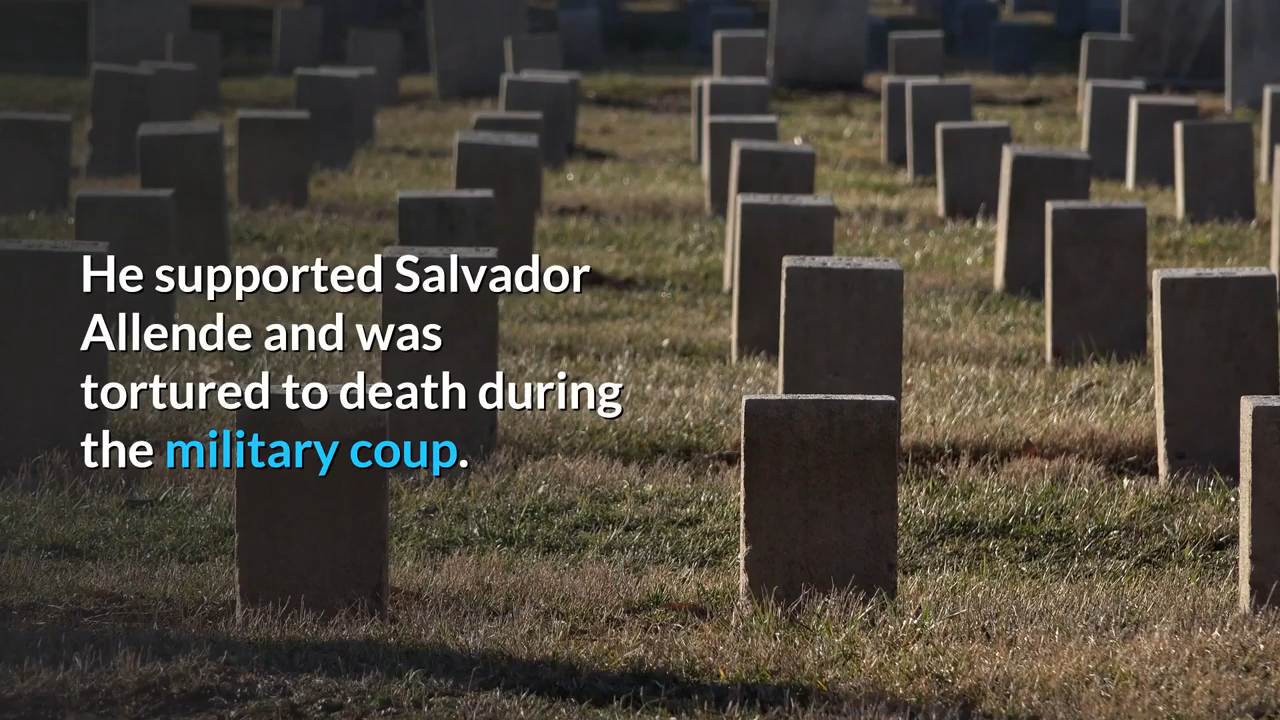 He supported Salvador
Allende and was
tortured to death during
the military coup.